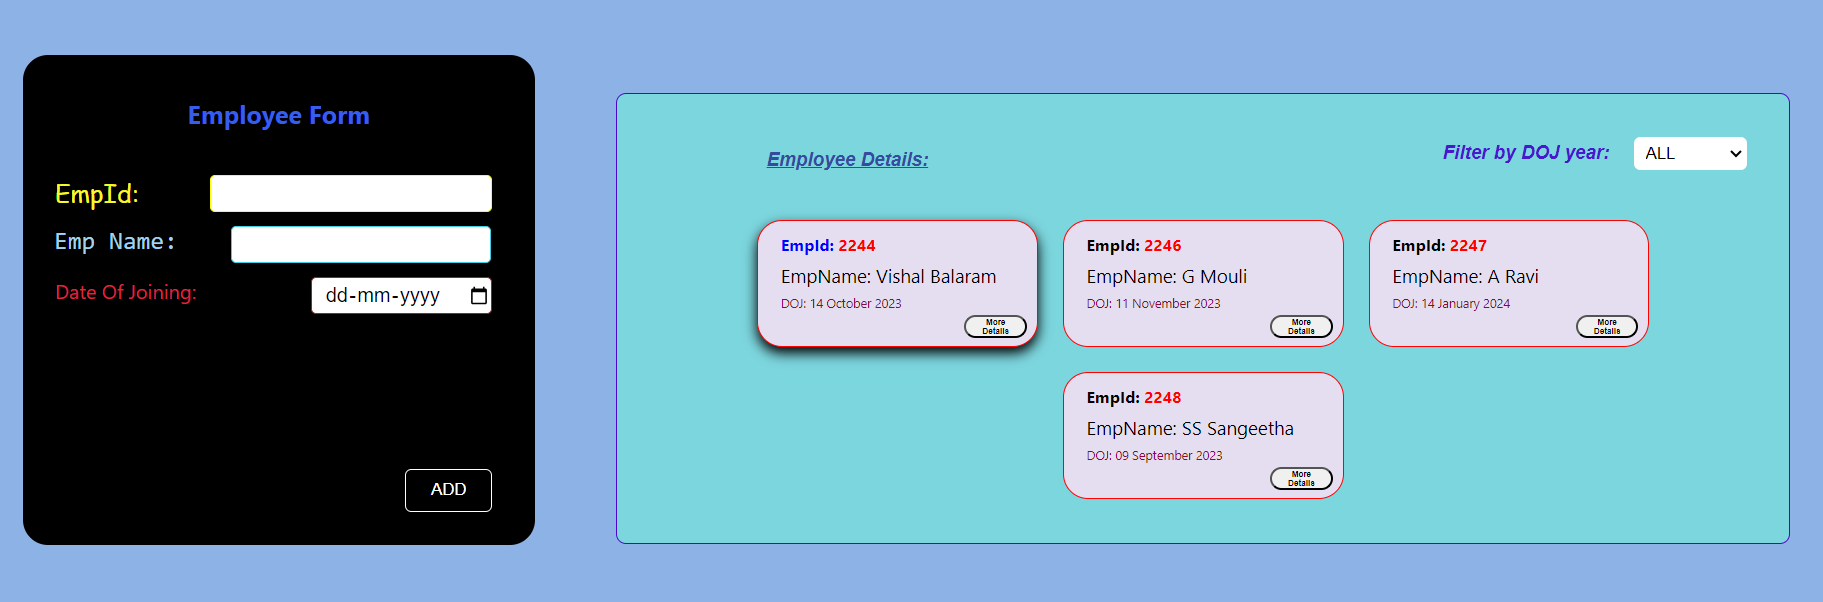 Employee Form
EmpId:
Emp Name:
Date Of Joining:
dd-mm-yyyy
ADD
Employee Details:
Filter by DOJ year:
ALL
EmpId: 2244
EmpName: Vishal Balaram
DOJ: 14 October 2023
More
Details
EmpId: 2246
EmpName: G Mouli
DOJ: 11 November 2023
More
Details
EmpId: 2247
EmpName: A Ravi
DOJ: 14 January 2024
More
Details
EmpId: 2248
EmpName: SS Sangeetha
DOJ: 09 September 2023
More
Details